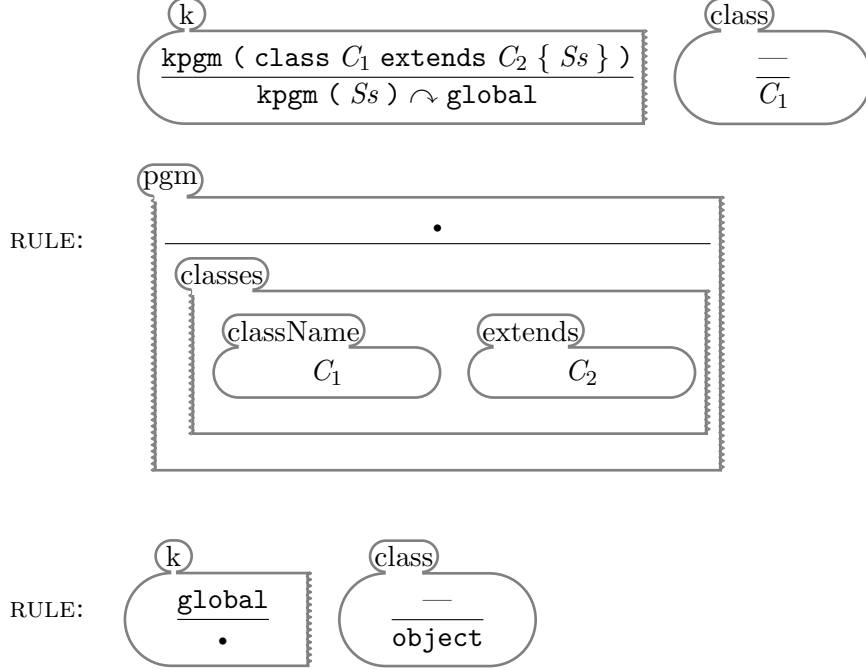 k class
kpgm ( class C1 extends C2 { Ss } ) —
kpgm ( Ss ) ↷ global C1
pgm
RULE: •
classes
className extends
C1 C2
k class
RULE: global —
• object